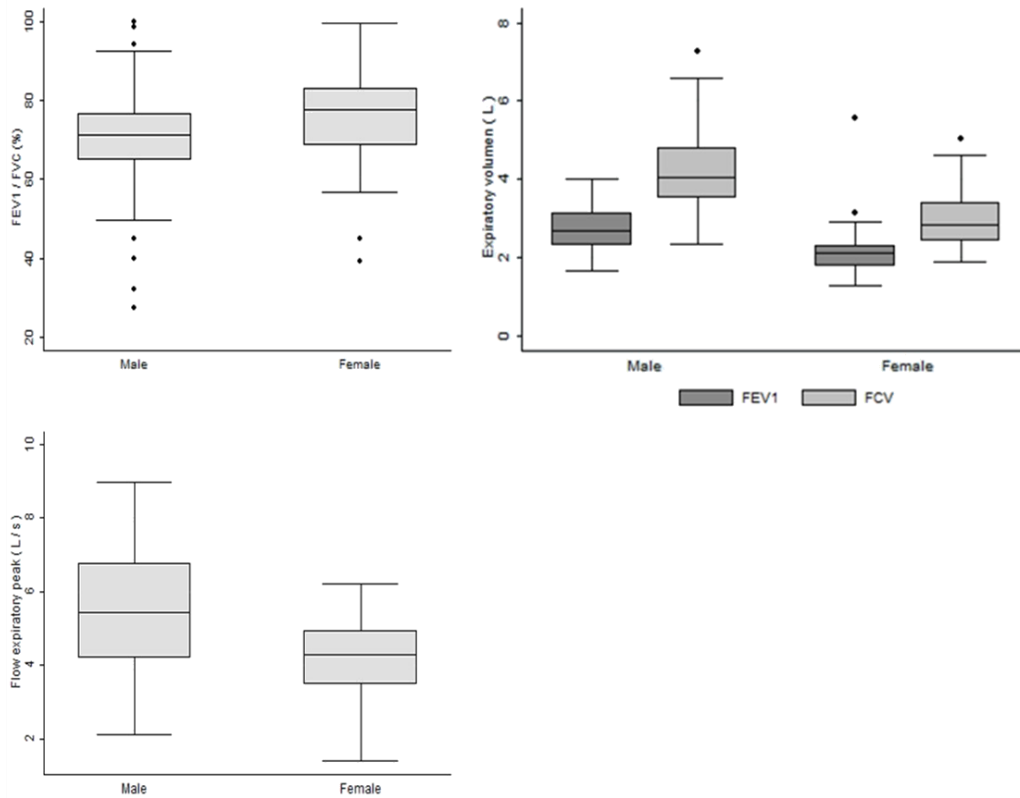 FEV1 / FVC (%)
100
80
60
40
20
Male Female
Expiratory volumen ( L )
8
6
4
2
0
Male Female
FEV1 FCV
Flow expiratory peak ( L / s )
10
8
6
4
2
Male Female